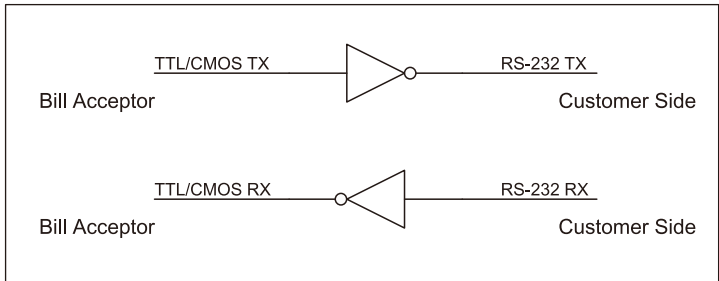 TTL/CMOS TX
RS-232 TX
Bill Acceptor
Customer Side
TTL/CMOS RX
RS-232 RX
Bill Acceptor
Customer Side